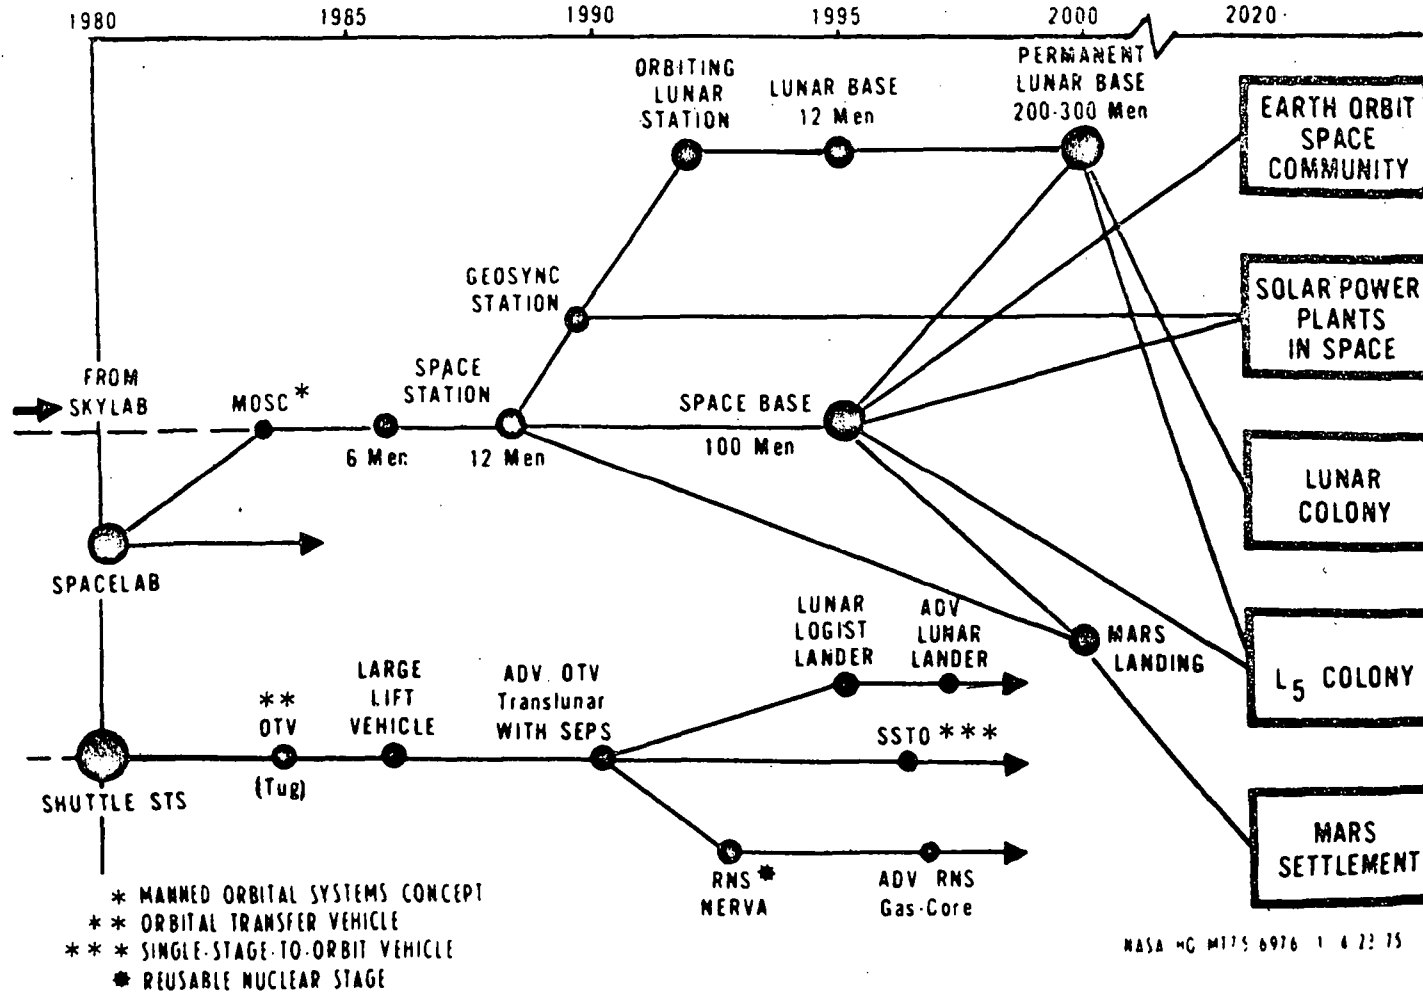 1980 1985 1990 1995 2000 2020
ORBITING
LUNAR
STATION
LUNAR BASE
12 Men
PERMANENT
LUNAR BASE
200-300 Men
EARTH ORBIT
SPACE
COMMUNITY
GEOSYNC
STATION
SOLAR POWER
PLANTS
IN SPACE
FROM
SKYLAB
MOSC *
6 Men
SPACE
STATION
12 Men
SPACE BASE
100 Men
LUNAR
COLONY
SPACELAB
LUNAR
LOGIST
LANDER
ADV
LUNAR
LANDER
MARS
LANDING
L5 COLONY
SHUTTLE STS
**
OTV
(Tug)
LARGE
LIFT
VEHICLE
ADV. OTV
Translunar
WITH SEPS
SSTO ***
RNS *
NERVA
ADV RNS
Gas-Core
MARS
SETTLEMENT
* MANNED ORBITAL SYSTEMS CONCEPT
** ORBITAL TRANSFER VEHICLE
*** SINGLE-STAGE-TO-ORBIT VEHICLE
✸ REUSABLE NUCLEAR STAGE
NASA HQ